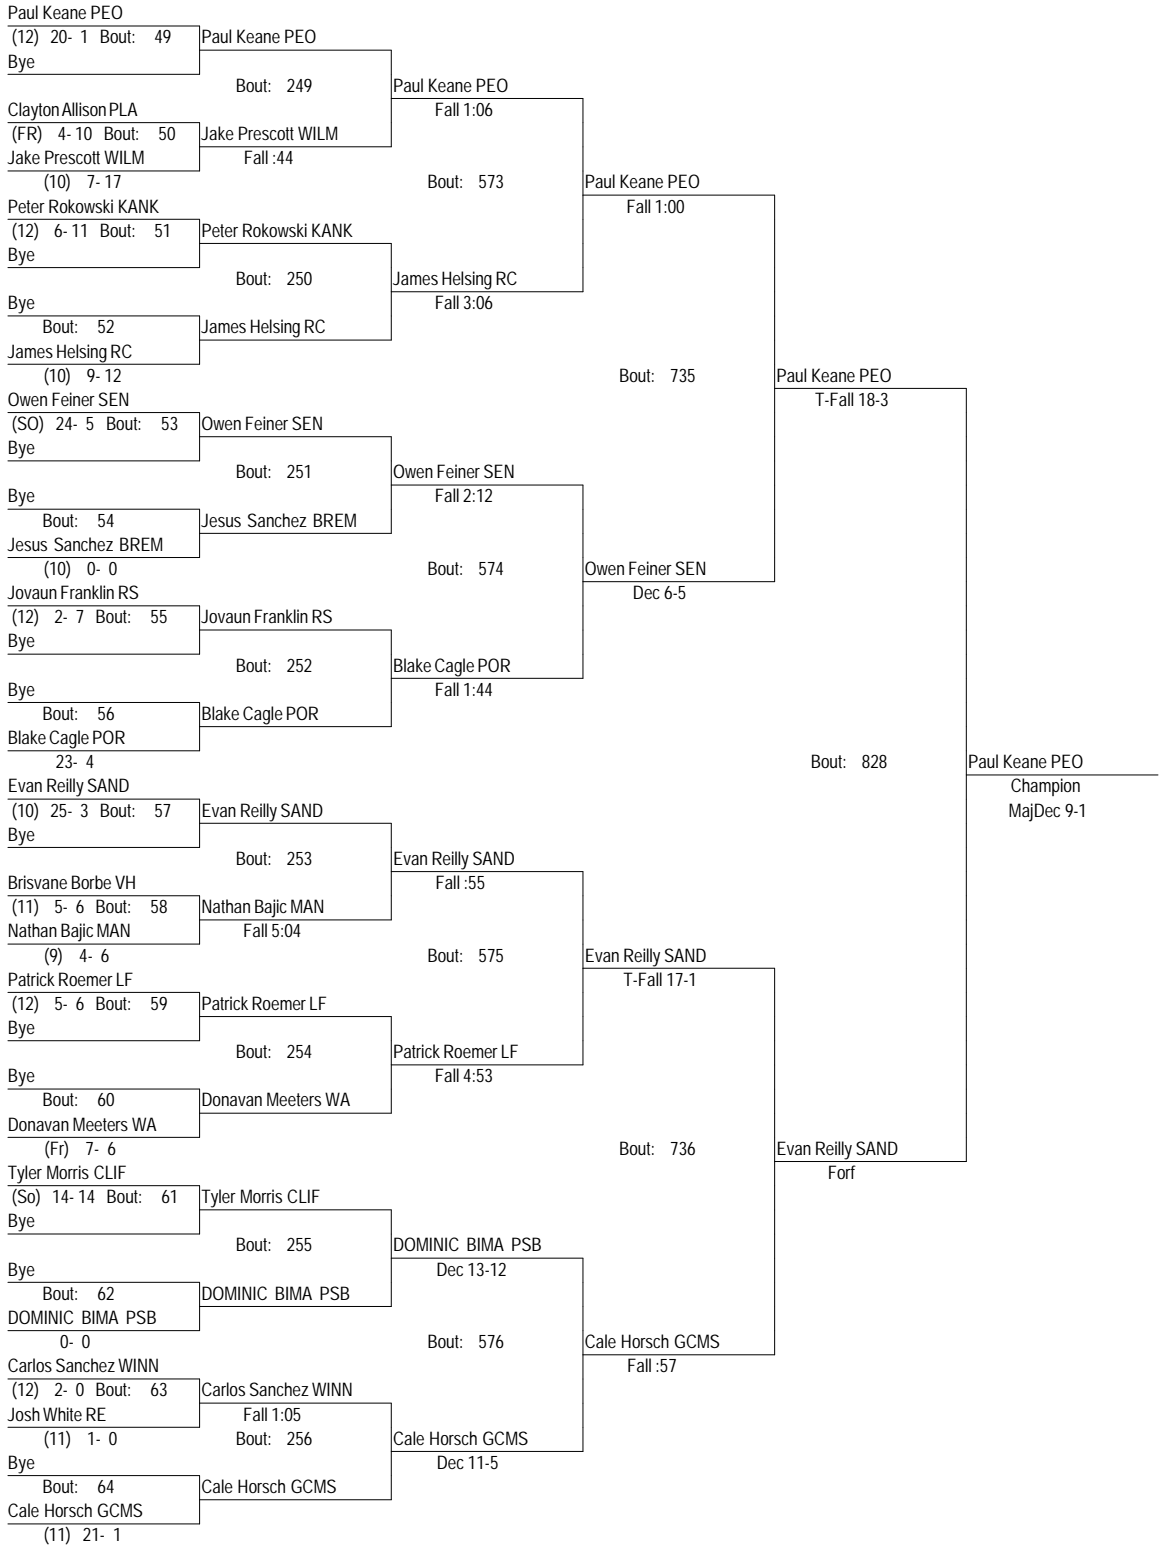 Paul Keane PEO
(12) 20- 1 Bout: 49 Paul Keane PEO
Bye
Bout: 249 Paul Keane PEO
Clayton Allison PLA Fall 1:06
(FR) 4- 10 Bout: 50 Jake Prescott WILM
Jake Prescott WILM Fall :44
(10) 7- 17 Bout: 573 Paul Keane PEO
Peter Rokowski KANK Fall 1:00
(12) 6- 11 Bout: 51 Peter Rokowski KANK
Bye
Bout: 250 James Helsing RC
Bye Fall 3:06
Bout: 52 James Helsing RC
James Helsing RC
(10) 9- 12 Bout: 735 Paul Keane PEO
Owen Feiner SEN T-Fall 18-3
(SO) 24- 5 Bout: 53 Owen Feiner SEN
Bye
Bout: 251 Owen Feiner SEN
Bye Fall 2:12
Bout: 54 Jesus Sanchez BREM
Jesus Sanchez BREM
(10) 0- 0 Bout: 574 Owen Feiner SEN
Jovaun Franklin RS Dec 6-5
(12) 2- 7 Bout: 55 Jovaun Franklin RS
Bye
Bout: 252 Blake Cagle POR
Bye Fall 1:44
Bout: 56 Blake Cagle POR
Blake Cagle POR
23- 4 Bout: 828 Paul Keane PEO
Evan Reilly SAND Champion
(10) 25- 3 Bout: 57 Evan Reilly SAND MajDec 9-1
Bye
Bout: 253 Evan Reilly SAND
Brisvane Borbe VH Fall :55
(11) 5- 6 Bout: 58 Nathan Bajic MAN
Nathan Bajic MAN Fall 5:04
(9) 4- 6 Bout: 575 Evan Reilly SAND
Patrick Roemer LF T-Fall 17-1
(12) 5- 6 Bout: 59 Patrick Roemer LF
Bye
Bout: 254 Patrick Roemer LF
Bye Fall 4:53
Bout: 60 Donavan Meeters WA
Donavan Meeters WA
(Fr) 7- 6 Bout: 736 Evan Reilly SAND
Tyler Morris CLIF Forf
(So) 14- 14 Bout: 61 Tyler Morris CLIF
Bye
Bout: 255 DOMINIC BIMA PSB
Bye Dec 13-12
Bout: 62 DOMINIC BIMA PSB
DOMINIC BIMA PSB
0- 0 Bout: 576 Cale Horsch GCMS
Carlos Sanchez WINN Fall :57
(12) 2- 0 Bout: 63 Carlos Sanchez WINN
Josh White RE Fall 1:05
(11) 1- 0 Bout: 256 Cale Horsch GCMS
Bye Dec 11-5
Bout: 64 Cale Horsch GCMS
Cale Horsch GCMS
(11) 21- 1